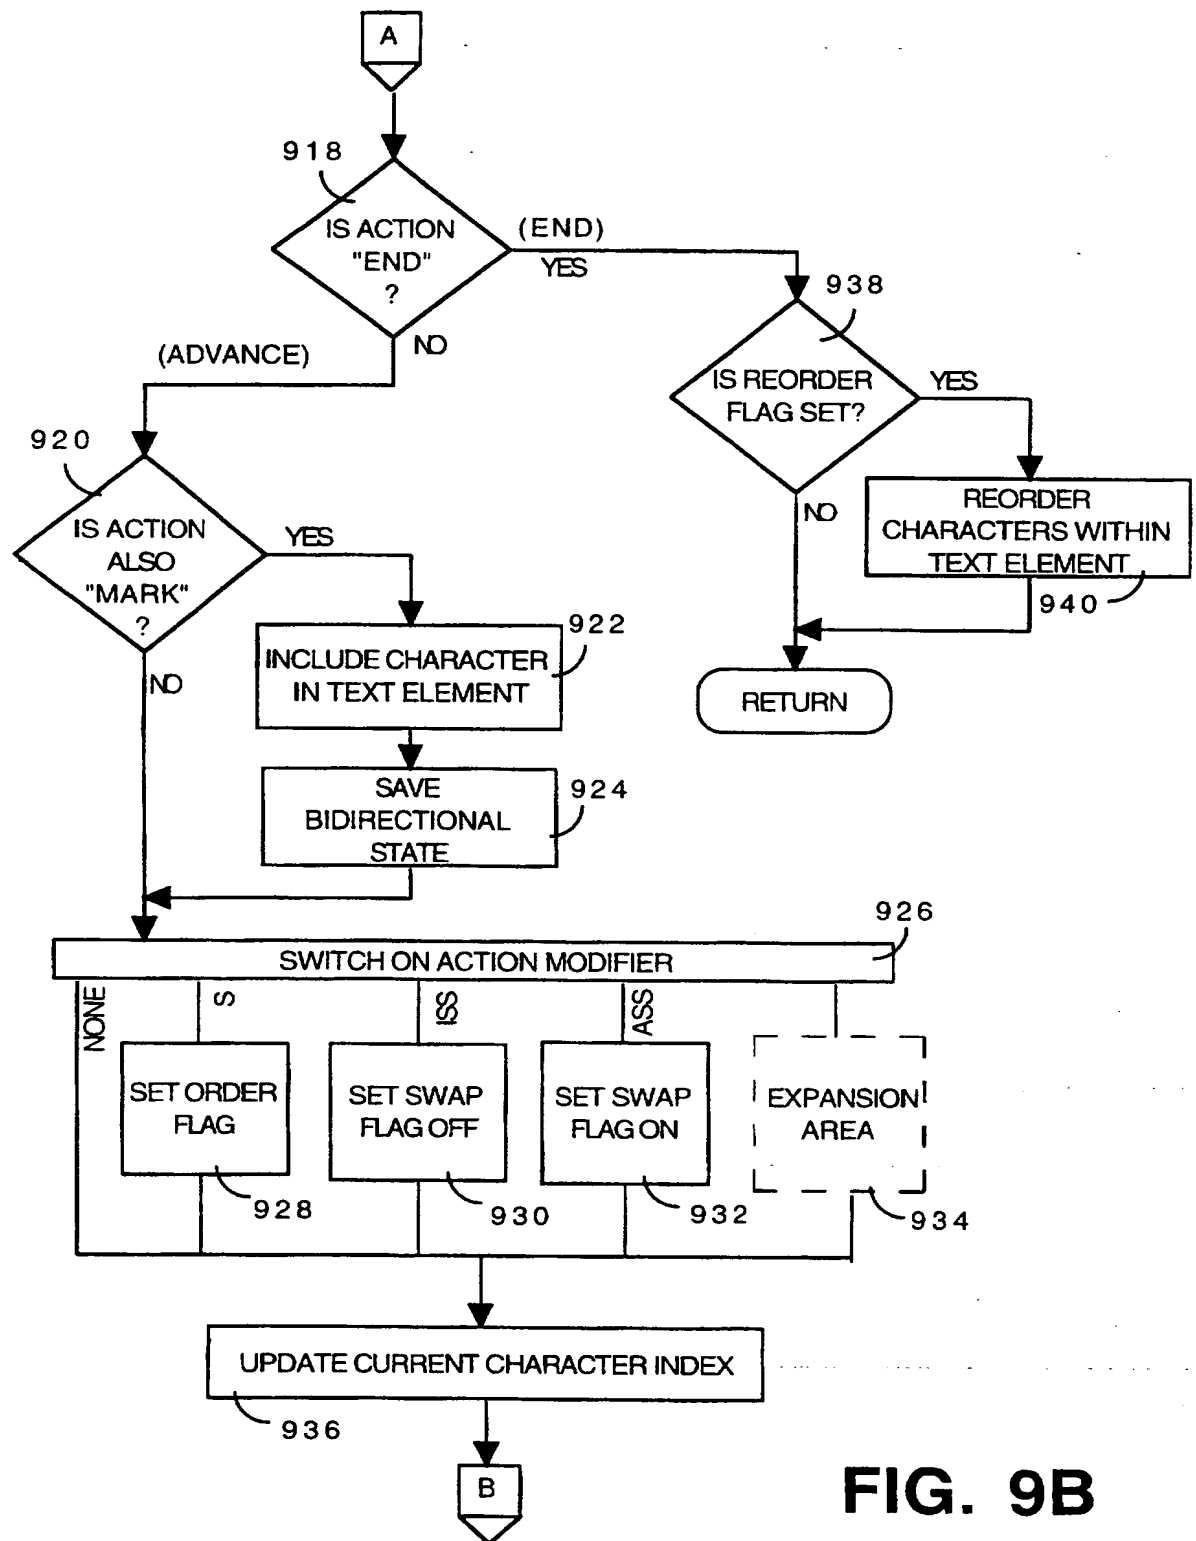 A
918
IS ACTION
"END"
?
(END)
YES
NO
(ADVANCE)
938
IS REORDER
FLAG SET?
YES
NO
REORDER
CHARACTERS WITHIN
TEXT ELEMENT
940
RETURN
920
IS ACTION
ALSO
"MARK"
?
YES
NO
922
INCLUDE CHARACTER
IN TEXT ELEMENT
924
SAVE
BIDIRECTIONAL
STATE
926
SWITCH ON ACTION MODIFIER
NONE
S
ISS
ASS
SET ORDER
FLAG
928
SET SWAP
FLAG OFF
930
SET SWAP
FLAG ON
932
EXPANSION
AREA
934
UPDATE CURRENT CHARACTER INDEX
936
B
FIG. 9B